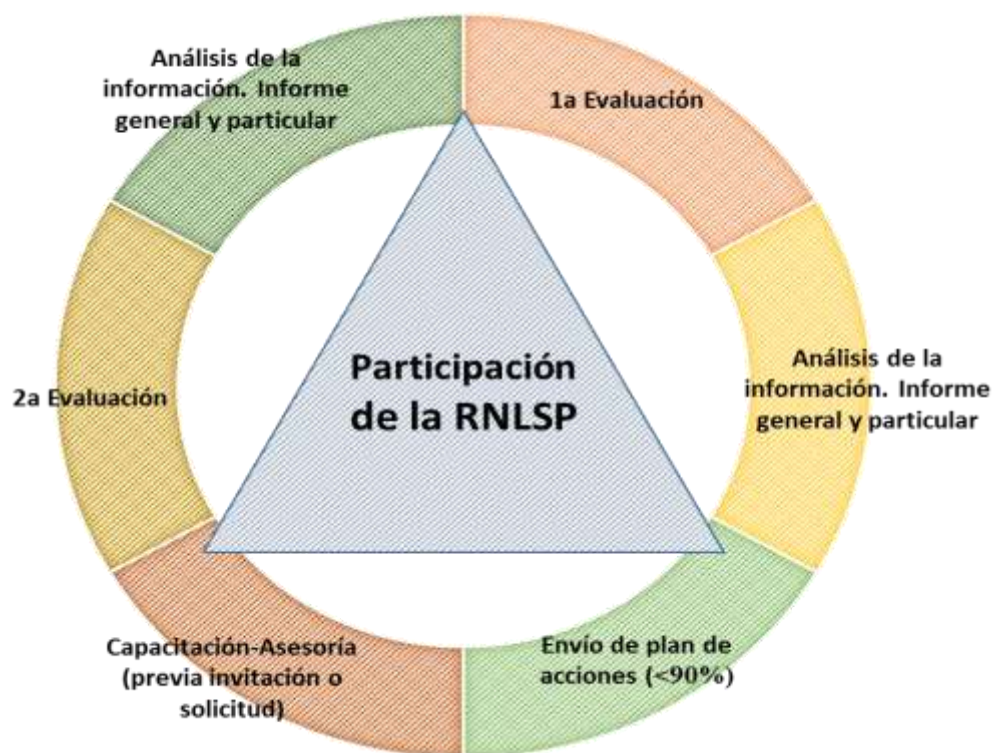 Análisis de la
información. Informe
general y particular
1a Evaluación
Análisis de la
información. Informe
general y particular
Envío de plan de
acciones (<90%)
Capacitación-Asesoría
(previa invitación o
solicitud)
2a Evaluación
Participación
de la RNLSP